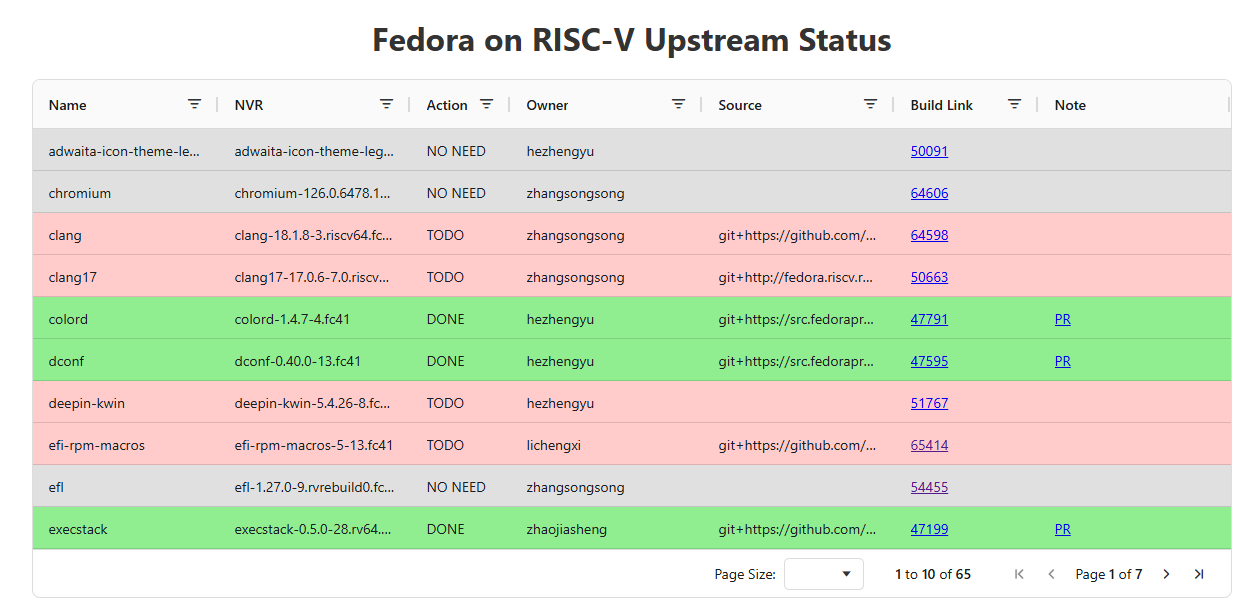 Fedora on RISC-V Upstream Status
Name NVR Action Owner Source Build Link Note
adwaita-icon-theme-le... adwaita-icon-theme-leg... NO NEED hezhengyu 50091
chromium chromium-126.0.6478.1... NO NEED zhangsongsong 64606
clang clang-18.1.8-3.riscv64.fc... TODO zhangsongsong git+https://github.com/... 64598
clang17 clang17-17.0.6-7.0.riscv... TODO zhangsongsong git+http://fedora.riscv.r... 50663
colord colord-1.4.7-4.fc41 DONE hezhengyu git+https://src.fedorapr... 47791 PR
dconf dconf-0.40.0-13.fc41 DONE hezhengyu git+https://src.fedorapr... 47595 PR
deepin-kwin deepin-kwin-5.4.26-8.fc... TODO hezhengyu 51767
efi-rpm-macros efi-rpm-macros-5-13.fc41 TODO lichengxi git+https://github.com/... 65414
efl efl-1.27.0-9.rvrebuild0.fc... NO NEED zhangsongsong 54455
execstack execstack-0.5.0-28.rv64.... DONE zhaojiasheng git+https://github.com/... 47199 PR
Page Size: 1 to 10 of 65 Page 1 of 7